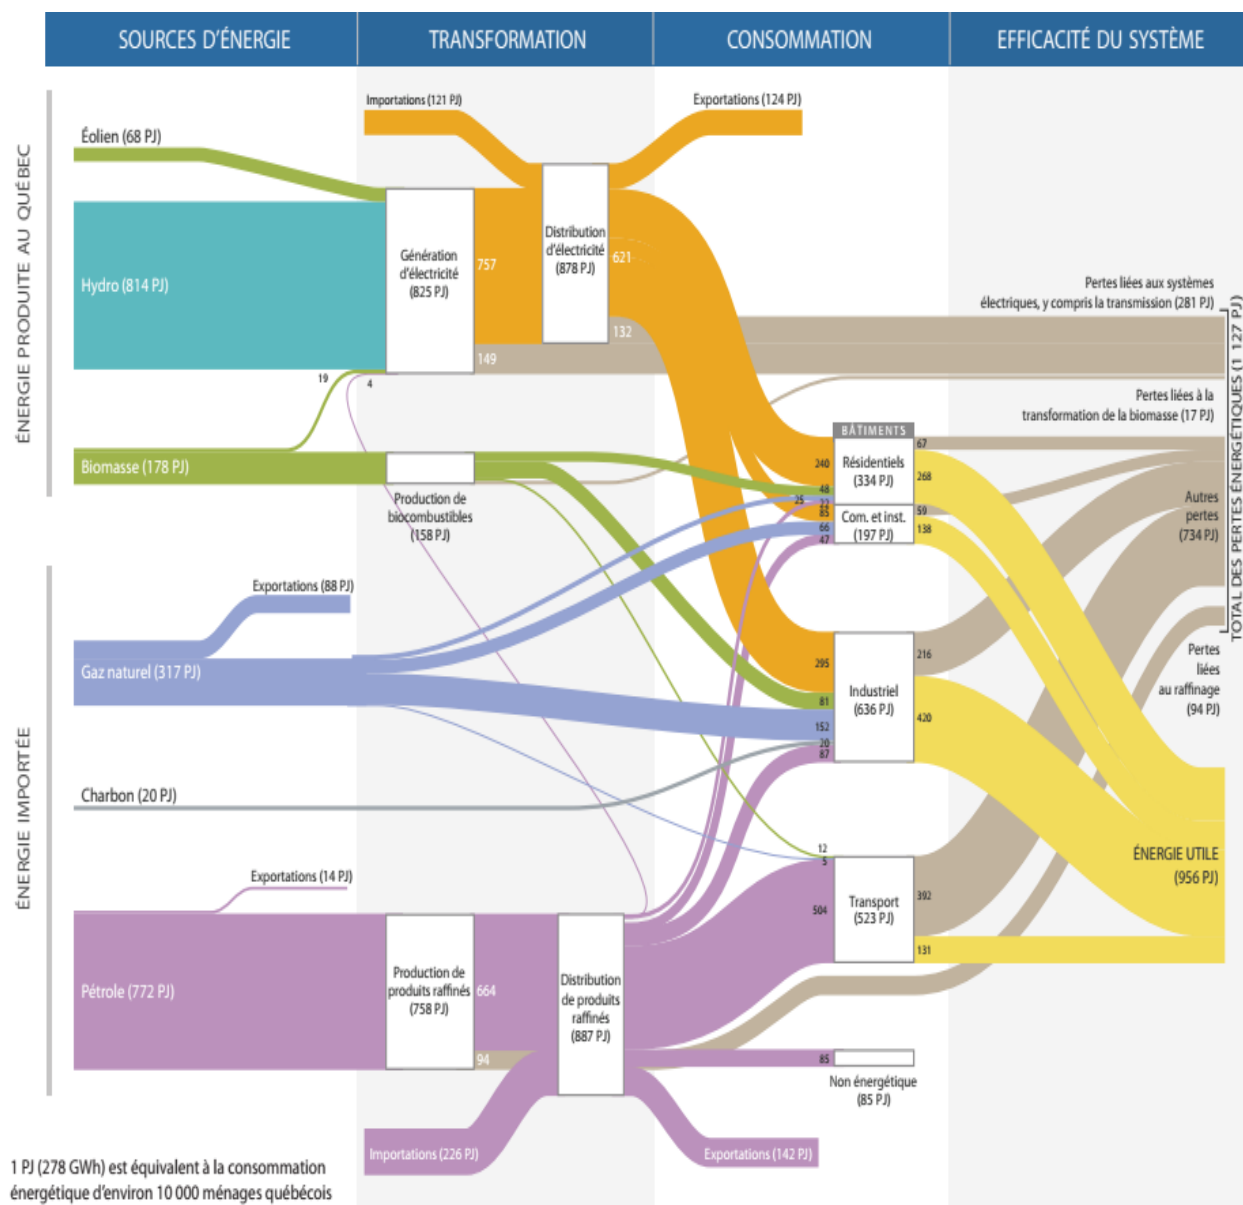 SOURCES D'ÉNERGIE
TRANSFORMATION
CONSOMMATION
EFFICACITÉ DU SYSTÈME
ÉNERGIE PRODUITE AU QUÉBEC
Éolien (68 PJ)
Hydro (814 PJ)
19
4
Biomasse (178 PJ)
Importations (121 PJ)
Exportations (124 PJ)
Génération
d'électricité
(825 PJ)
757
149
Distribution
d'électricité
(878 PJ)
621
132
Production de
biocombustibles
(158 PJ)
Pertes liées aux systèmes
électriques, y compris la transmission (281 PJ)
Pertes liées à la
transformation de la biomasse (17 PJ)
BÂTIMENTS
Résidentiels
(334 PJ)
240
48
25
22
67
268
Com. et inst.
(197 PJ)
85
66
47
59
138
Autres
pertes
(734 PJ)
TOTAL DES PERTES ÉNERGÉTIQUES (1 127 PJ)
ÉNERGIE IMPORTÉE
Exportations (88 PJ)
Gaz naturel (317 PJ)
Charbon (20 PJ)
Exportations (14 PJ)
Pétrole (772 PJ)
Industriel
(636 PJ)
295
81
152
20
87
216
420
Pertes
liées
au raffinage
(94 PJ)
Transport
(523 PJ)
12
5
504
392
131
ÉNERGIE UTILE
(956 PJ)
Production de
produits raffinés
(758 PJ)
664
94
Distribution
de produits
raffinés
(887 PJ)
85
Non énergétique
(85 PJ)
Importations (226 PJ)
Exportations (142 PJ)
1 PJ (278 GWh) est équivalent à la consommation
énergétique d'environ 10 000 ménages québécois